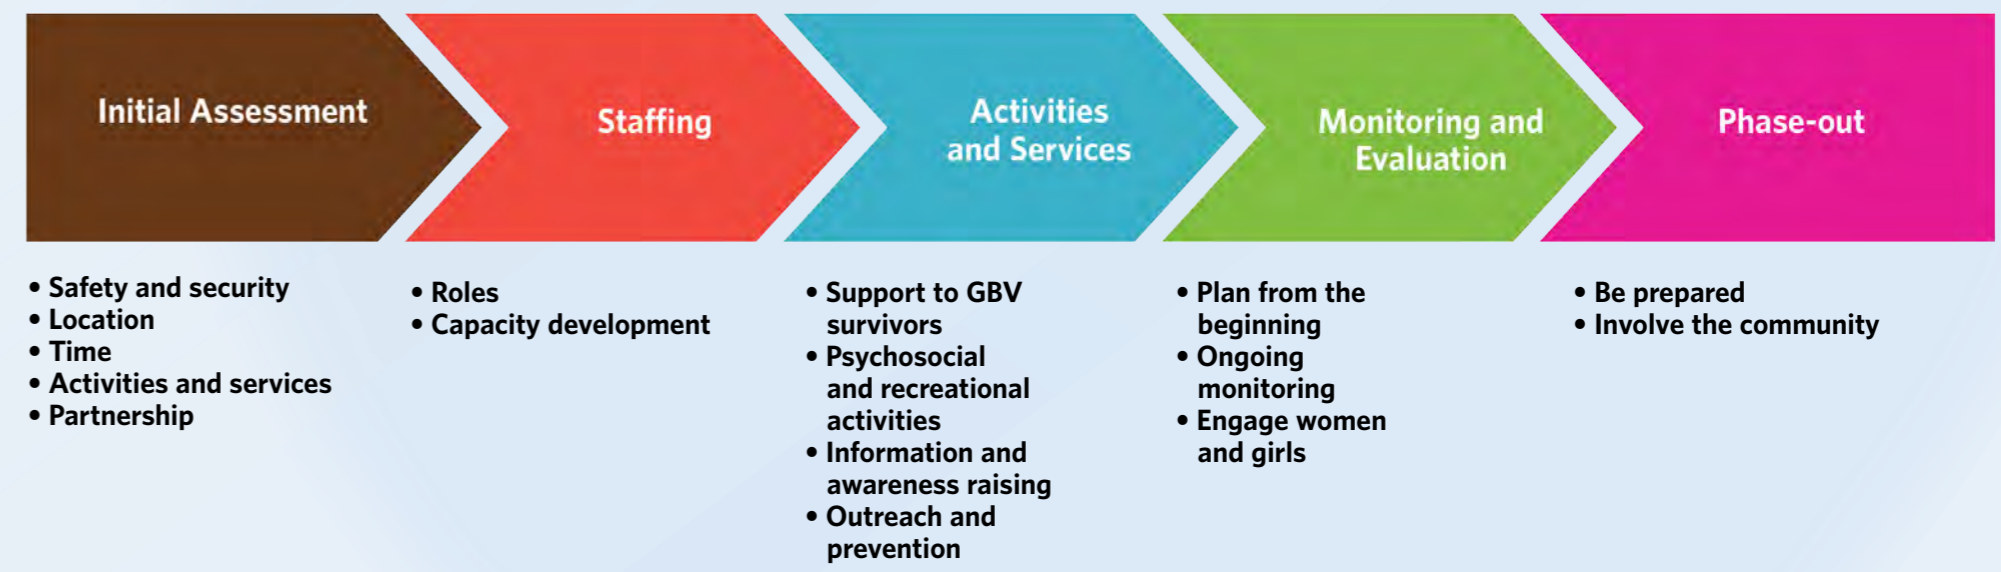 Initial Assessment
Staffing
Activities
and Services
Monitoring and
Evaluation
Phase-out
• Safety and security
• Location
• Time
• Activities and services
• Partnership
• Roles
• Capacity development
• Support to GBV
survivors
• Psychosocial
and recreational
activities
• Information and
awareness raising
• Outreach and
prevention
• Plan from the
beginning
• Ongoing
monitoring
• Engage women
and girls
• Be prepared
• Involve the community